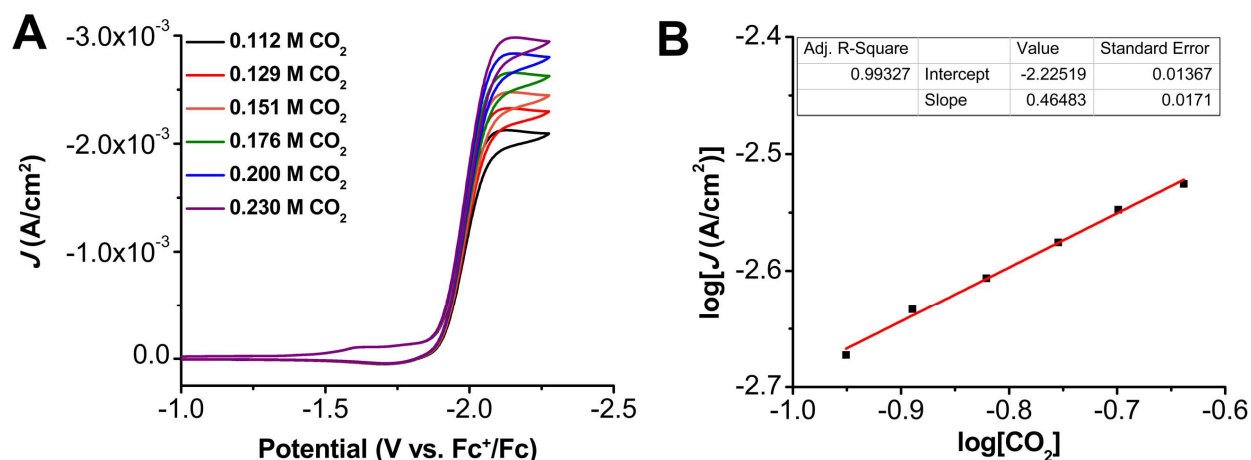 A
J (A/cm²)
-3.0x10⁻³
-2.0x10⁻³
-1.0x10⁻³
0.0
0.112 M CO₂
0.129 M CO₂
0.151 M CO₂
0.176 M CO₂
0.200 M CO₂
0.230 M CO₂
-1.0 -1.5 -2.0 -2.5
Potential (V vs. Fc⁺/Fc)
B
log[J (A/cm²)]
-2.4
-2.5
-2.6
-2.7
Adj. R-Square Value Standard Error
0.99327 Intercept -2.22519 0.01367
Slope 0.46483 0.0171
-1.0 -0.9 -0.8 -0.7 -0.6
log[CO₂]